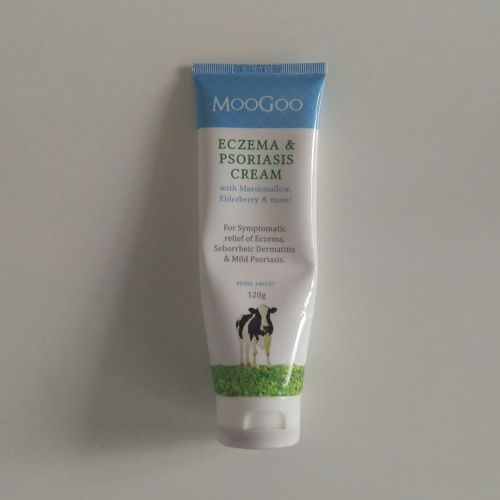 MOOGOO
ECZEMA &
PSORIASIS
CREAM
with Marshmallow,
Elderberry & more!
For Symptomatic
relief of Eczema,
Seborrheic Dermatitis
& Mild Psoriasis.
120g